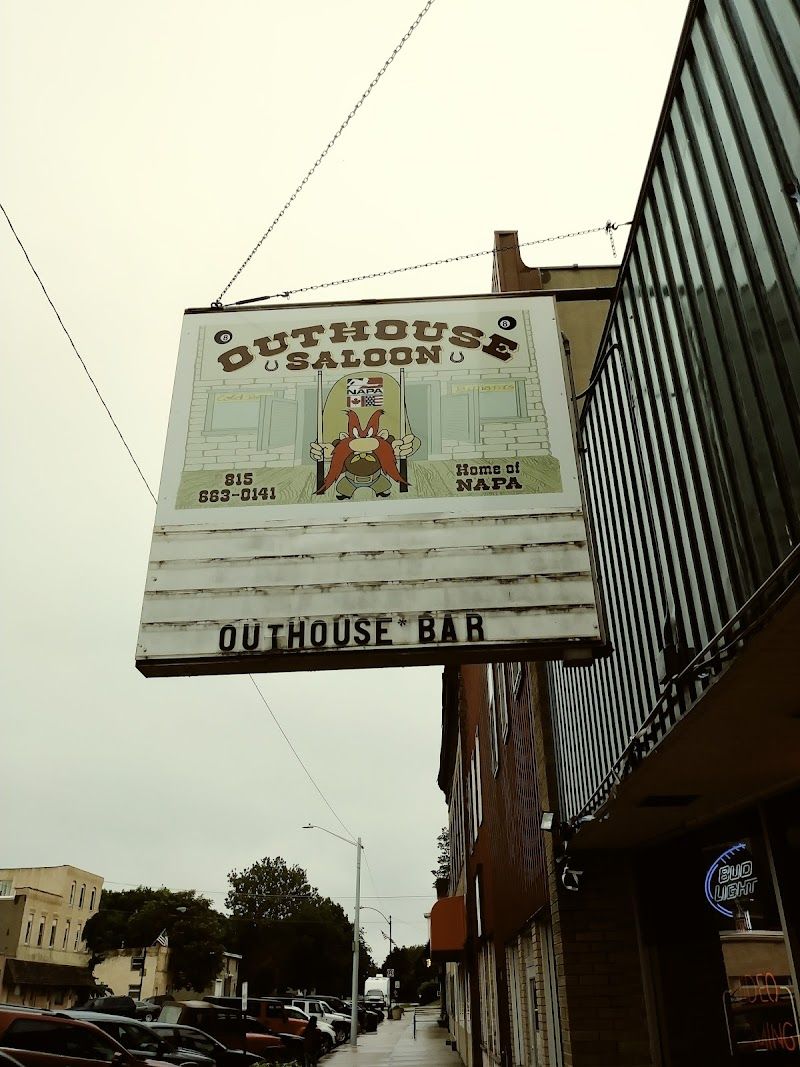 OUTHOUSE
SALOON
NAPA
815
663-0141
Home of
NAPA
OUTHOUSE*BAR
BUD
LIGHT